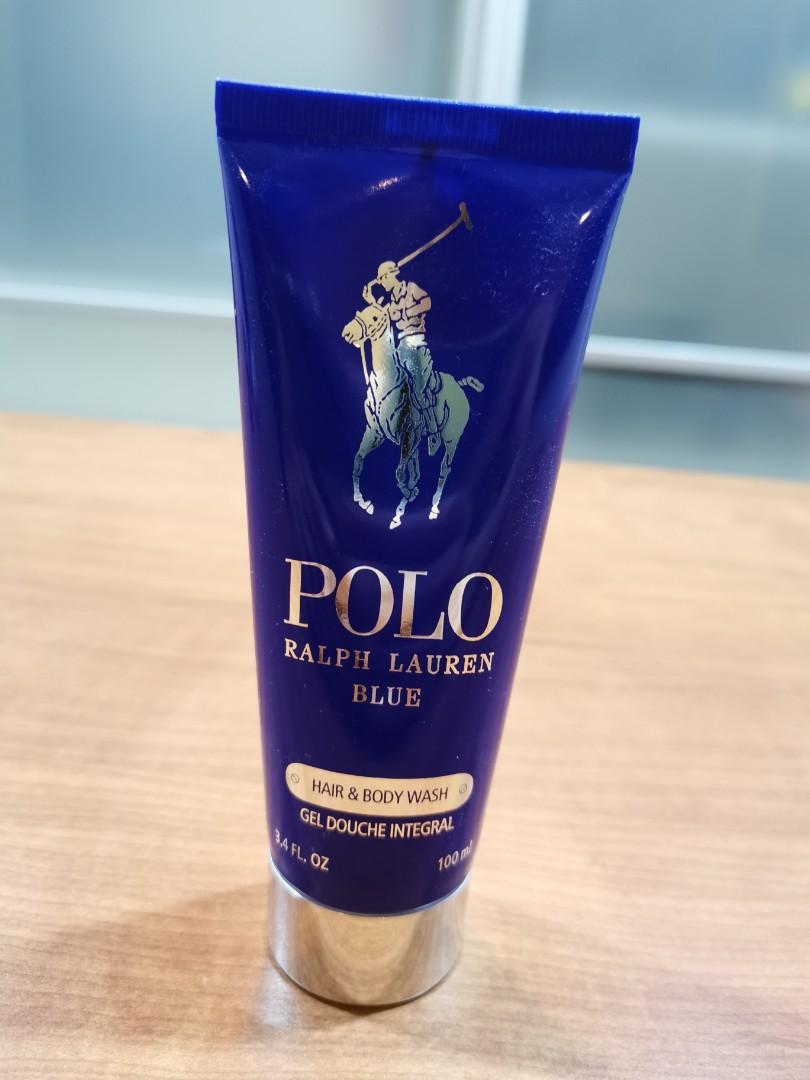 POLO
RALPH LAUREN
BLUE
HAIR & BODY WASH
GEL DOUCHE INTEGRAL
3.4 FL. OZ 100 ml